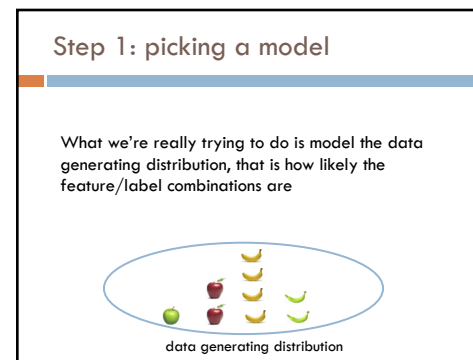 Step 1: picking a model
What we're really trying to do is model the data
generating distribution, that is how likely the
feature/label combinations are
data generating distribution